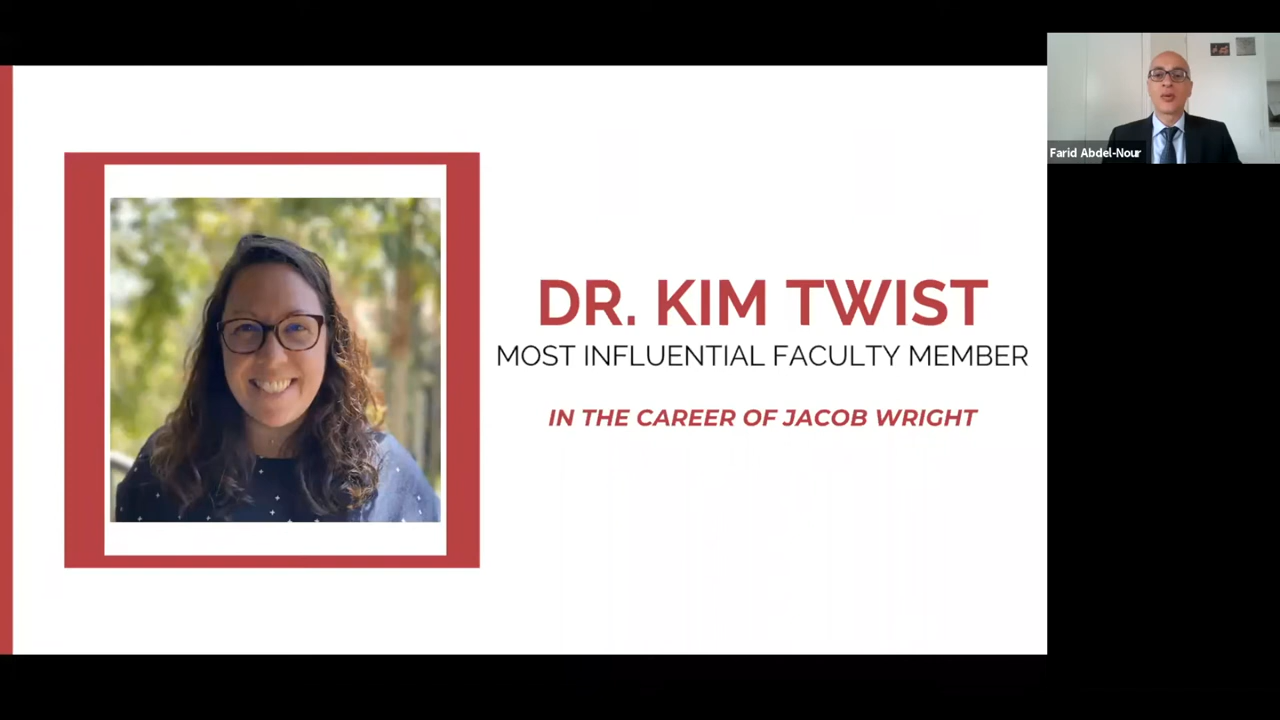 DR. KIM TWIST
MOST INFLUENTIAL FACULTY MEMBER
IN THE CAREER OF JACOB WRIGHT
Farid Abdel-Nour